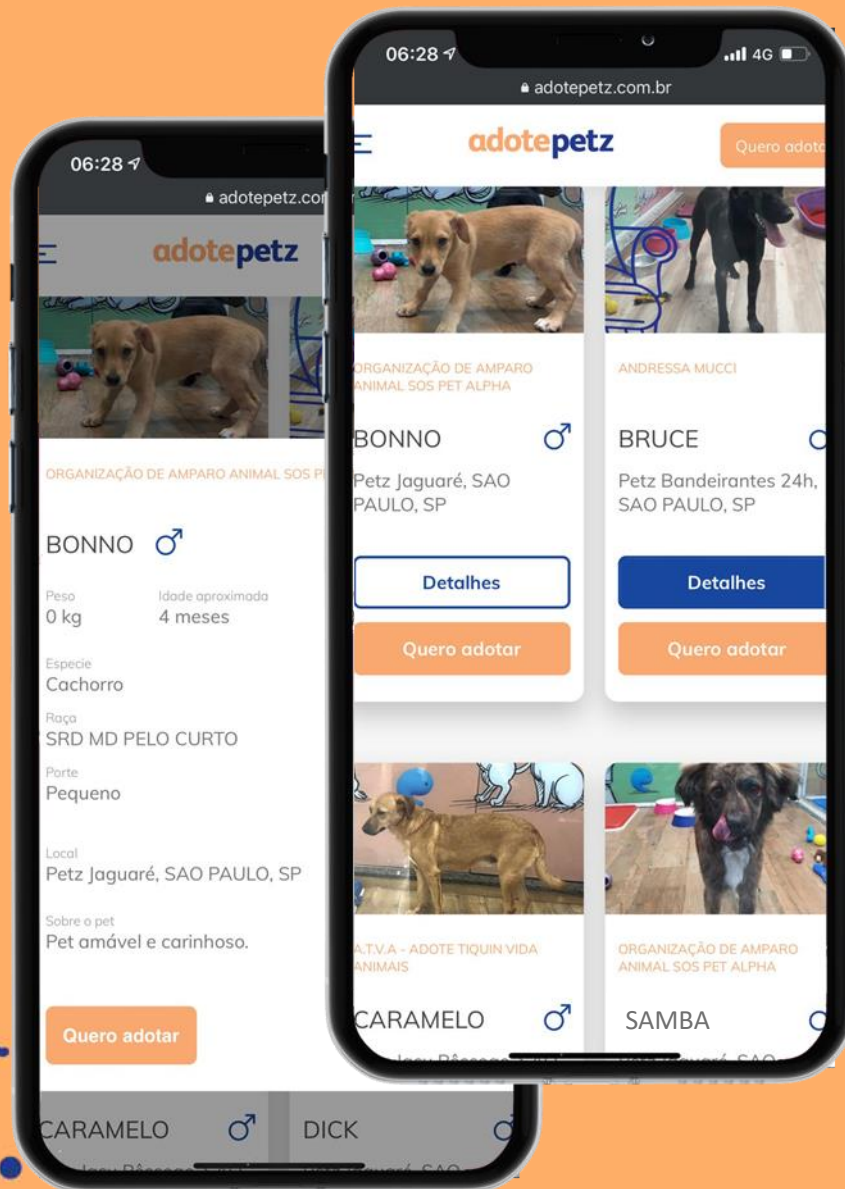 06:28
adotepetz.co
adotepetz
ORGANIZAÇÃO DE AMPARO ANIMAL SOS
BONNO
Peso
0 kg
Idade aproximada
4 meses
Especie
Cachorro
Raça
SRD MD PELO CURTO
Porte
Pequeno
Local
Petz Jaguaré, SAO PAULO, SP
Sobre o pet
Pet amável e carinhoso.
Quero adotar
CARAMELO
DICK
06:28
4G
adotepetz.com.br
adotepetz
Quero adota
ORGANIZAÇÃO DE AMPARO
ANIMAL SOS PET ALPHA
BONNO
Petz Jaguaré, SAO
PAULO, SP
Detalhes
Quero adotar
ANDRESSA MUCCI
BRUCE
Petz Bandeirantes 24h,
SAO PAULO, SP
Detalhes
Quero adotar
A.T.V.A - ADOTE TIQUIN VIDA
ANIMAIS
CARAMELO
ORGANIZAÇÃO DE AMPARO
ANIMAL SOS PET ALPHA
SAMBA